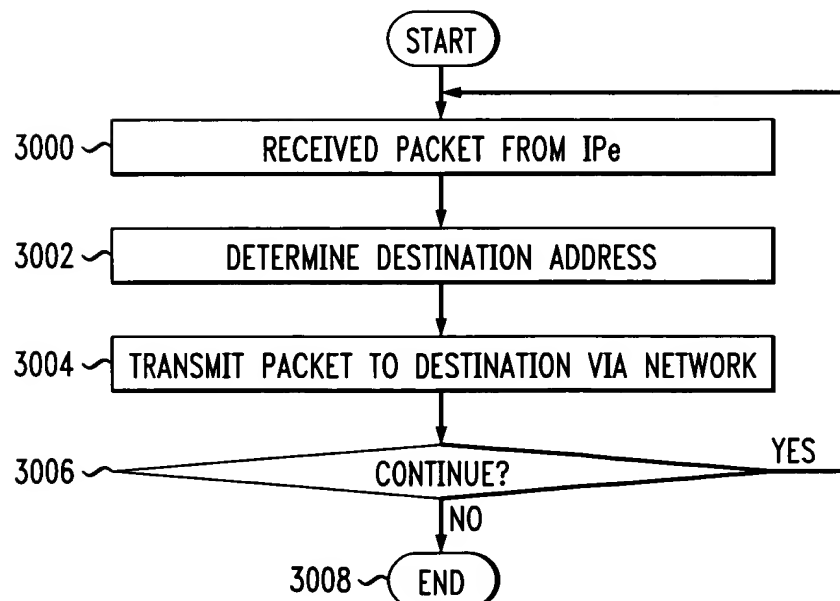 START
3000 RECEIVED PACKET FROM IPe
3002 DETERMINE DESTINATION ADDRESS
3004 TRANSMIT PACKET TO DESTINATION VIA NETWORK
3006 CONTINUE? YES
NO
3008 END